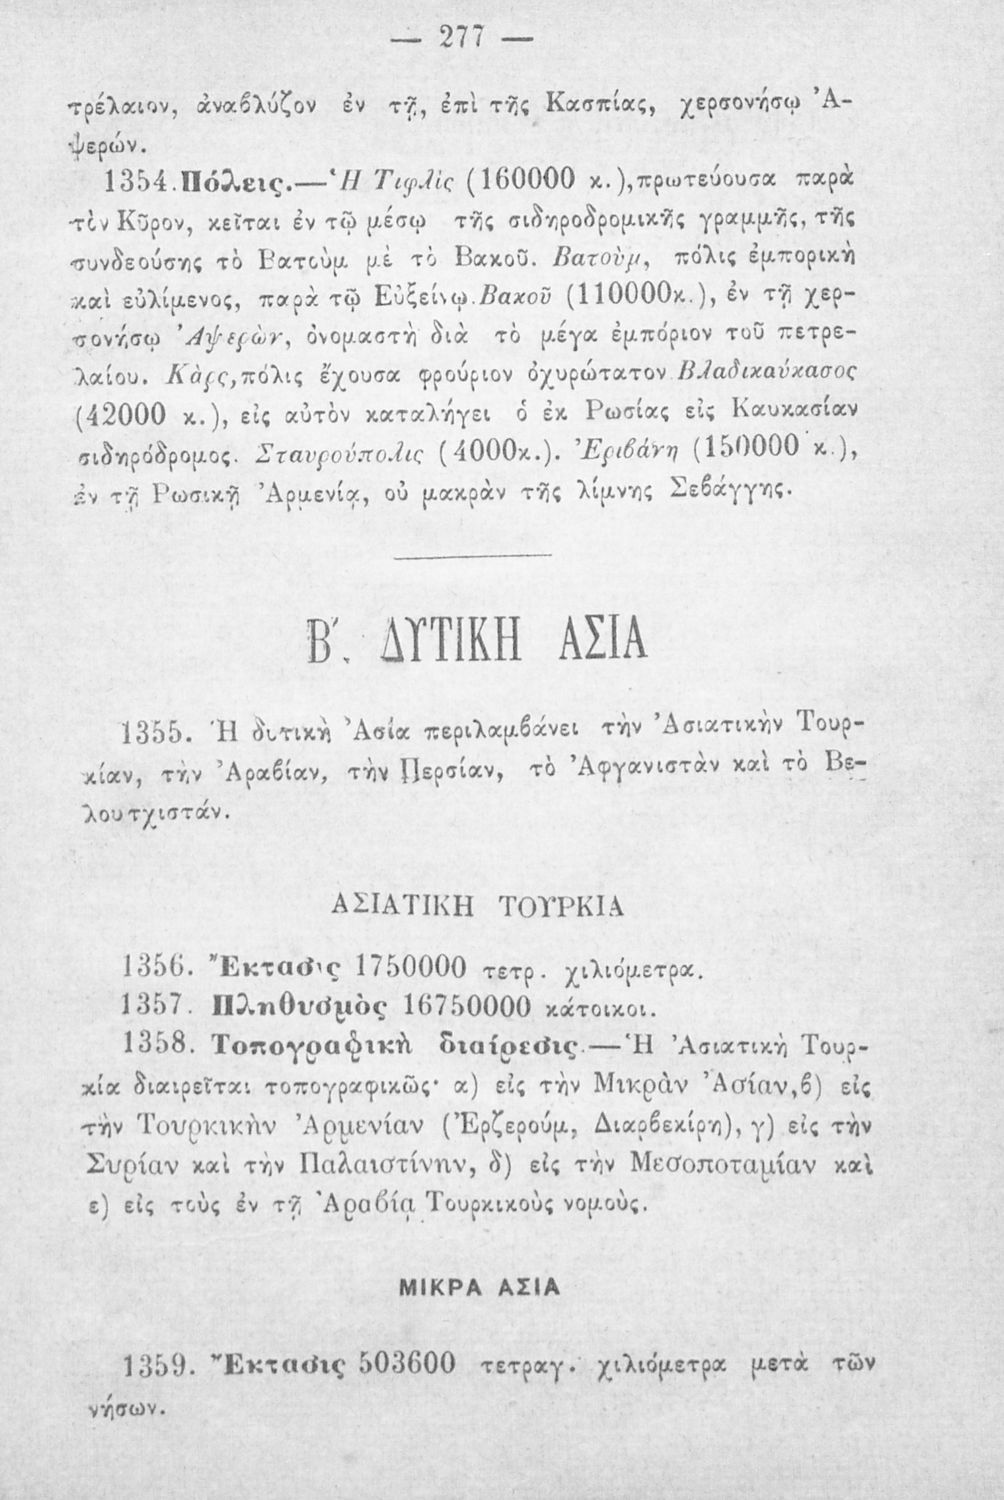 — 277 —
τρέλαιον, ἀναβλύζον ἐν τῇ, ἐπὶ τῆς Κασπίας, χερσονήσῳ Ἀ-
ψερών.
1354. Πόλεις.—Ἡ Τιφλὶς (160000 κ.), πρωτεύουσα παρὰ
τὸν Κῦρον, κεῖται ἐν τῷ μέσῳ τῆς σιδηροδρομικῆς γραμμῆς, τῆς
συνδεούσης τὸ Βατοὺμ μὲ τὸ Βακοῦ. Βατοὺμ, πόλις ἐμπορικὴ
καὶ εὐλίμενος, παρὰ τῷ Εὐξείνῳ. Βακοῦ (110000κ.), ἐν τῇ χερ-
σονήσῳ Ἀψερὼν, ὀνομαστὴ διὰ τὸ μέγα ἐμπόριον τοῦ πετρε-
λαίου. Κὰρς, πόλις ἔχουσα φρούριον ὀχυρώτατον Βλαδικαύκασος
(42000 κ.), εἰς αὐτὸν καταλήγει ὁ ἐκ Ρωσίας εἰς Καυκασίαν
σιδηρόδρομος. Σταυρούπολις (4000κ.). Ἐριβάνη (150000 κ.),
ἐν τῇ Ρωσικῇ Ἀρμενίᾳ, οὐ μακρὰν τῆς λίμνης Σεβάγγης.
Β΄. ΔΥΤΙΚΗ ΑΣΙΑ
1355. Ἡ δυτικὴ Ἀσία περιλαμβάνει τὴν Ἀσιατικὴν Τουρ-
κίαν, τὴν Ἀραβίαν, τὴν Περσίαν, τὸ Ἀφγανιστὰν καὶ τὸ Βε-
λουτχιστάν.
ΑΣΙΑΤΙΚΗ ΤΟΥΡΚΙΑ
1356. Ἔκτασις 1750000 τετρ. χιλιόμετρα.
1357. Πληθυσμὸς 16750000 κάτοικοι.
1358. Τοπογραφικὴ διαίρεσις.—Ἡ Ἀσιατικὴ Τουρ-
κία διαιρεῖται τοπογραφικῶς· α) εἰς τὴν Μικρὰν Ἀσίαν, β) εἰς
τὴν Τουρκικὴν Ἀρμενίαν (Ἐρζερούμ, Διαρβεκίρη), γ) εἰς τὴν
Συρίαν καὶ τὴν Παλαιστίνην, δ) εἰς τὴν Μεσοποταμίαν καὶ
ε) εἰς τοὺς ἐν τῇ Ἀραβίᾳ Τουρκικοὺς νομούς.
ΜΙΚΡΑ ΑΣΙΑ
1359. Ἔκτασις 503600 τετραγ. χιλιόμετρα μετὰ τῶν
νήσων.